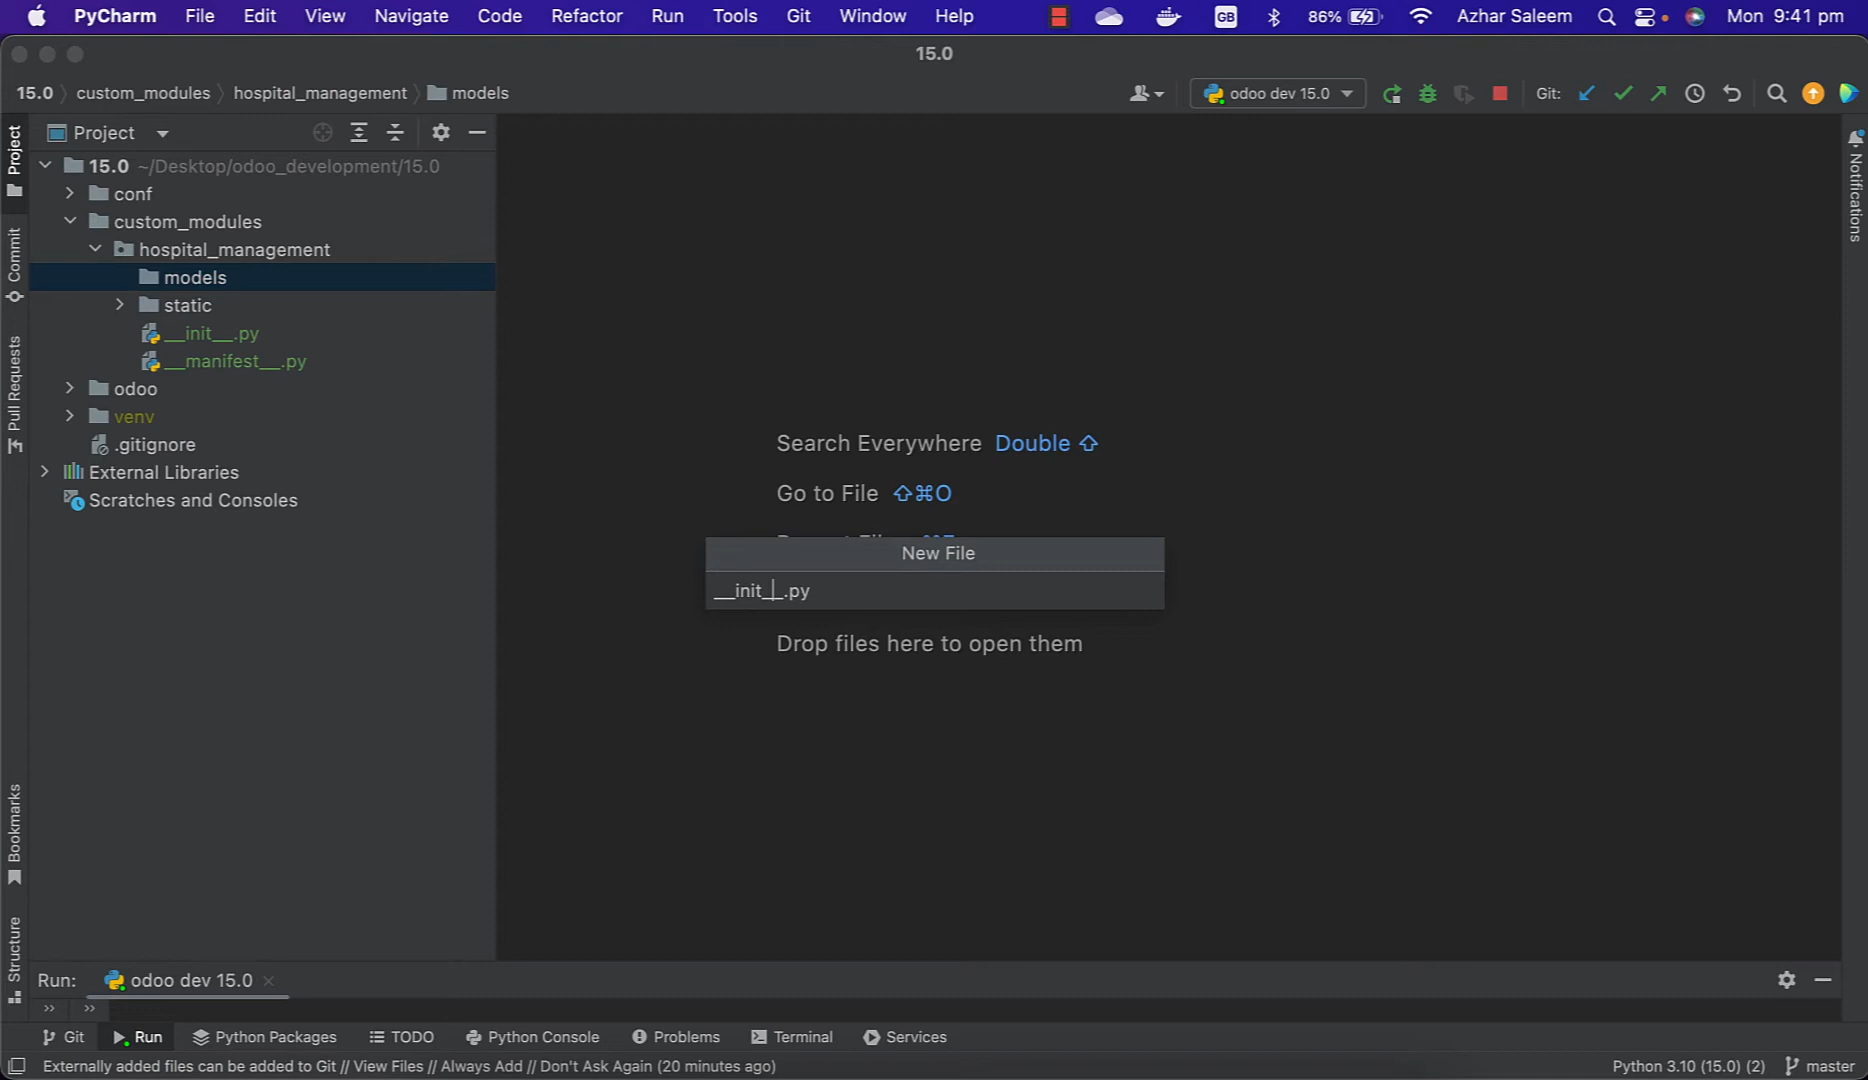 PyCharm File Edit View Navigate Code Refactor Run Tools Git Window Help GB 86% Azhar Saleem Mon 9:41 pm
15.0
15.0 custom_modules hospital_management models odoo dev 15.0 Git:
Project
Project
15.0 ~/Desktop/odoo_development/15.0
conf
custom_modules
hospital_management
models
static
__init__.py
__manifest__.py
odoo
venv
.gitignore
External Libraries
Scratches and Consoles
Commit
Pull Requests
Bookmarks
Structure
Notifications
Search Everywhere Double ⇧
Go to File ⇧⌘O
New File
__init__.py
Drop files here to open them
Run: odoo dev 15.0
Git Run Python Packages TODO Python Console Problems Terminal Services
Externally added files can be added to Git // View Files // Always Add // Don't Ask Again (20 minutes ago) Python 3.10 (15.0) (2) master